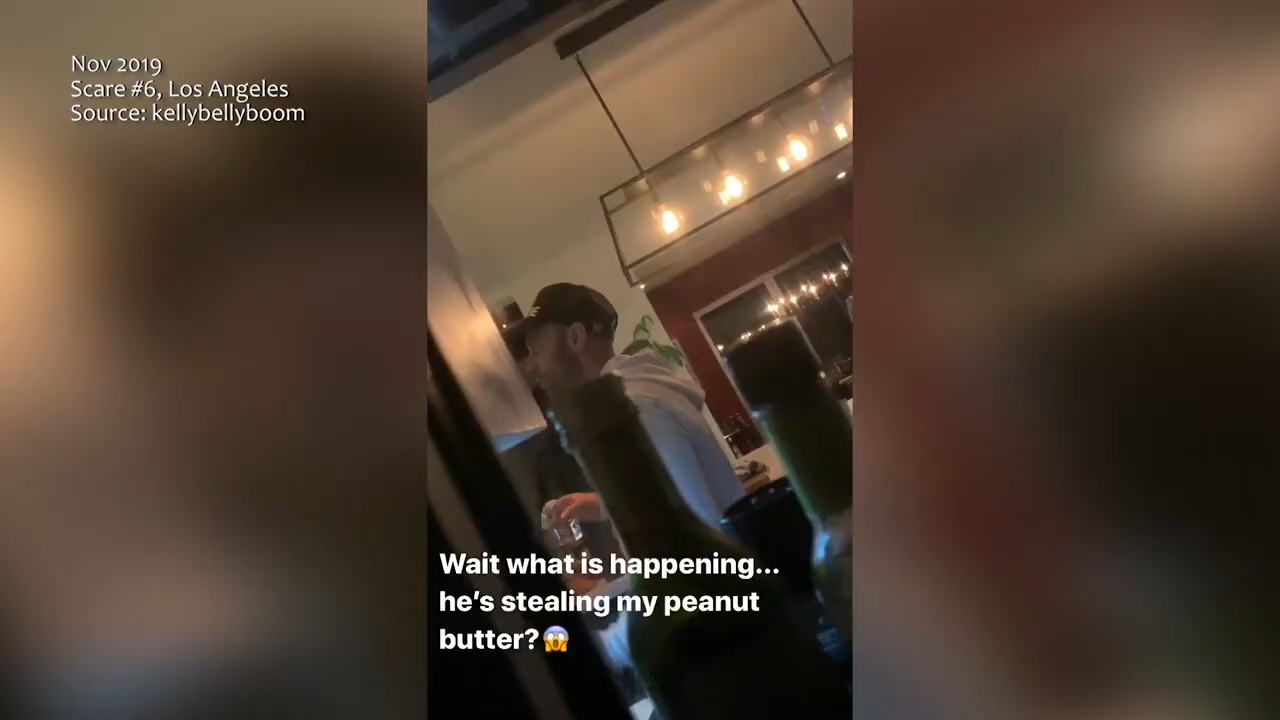 Nov 2019
Scare #6, Los Angeles
Source: kellybellyboom
Wait what is happening...
he's stealing my peanut
butter?😱